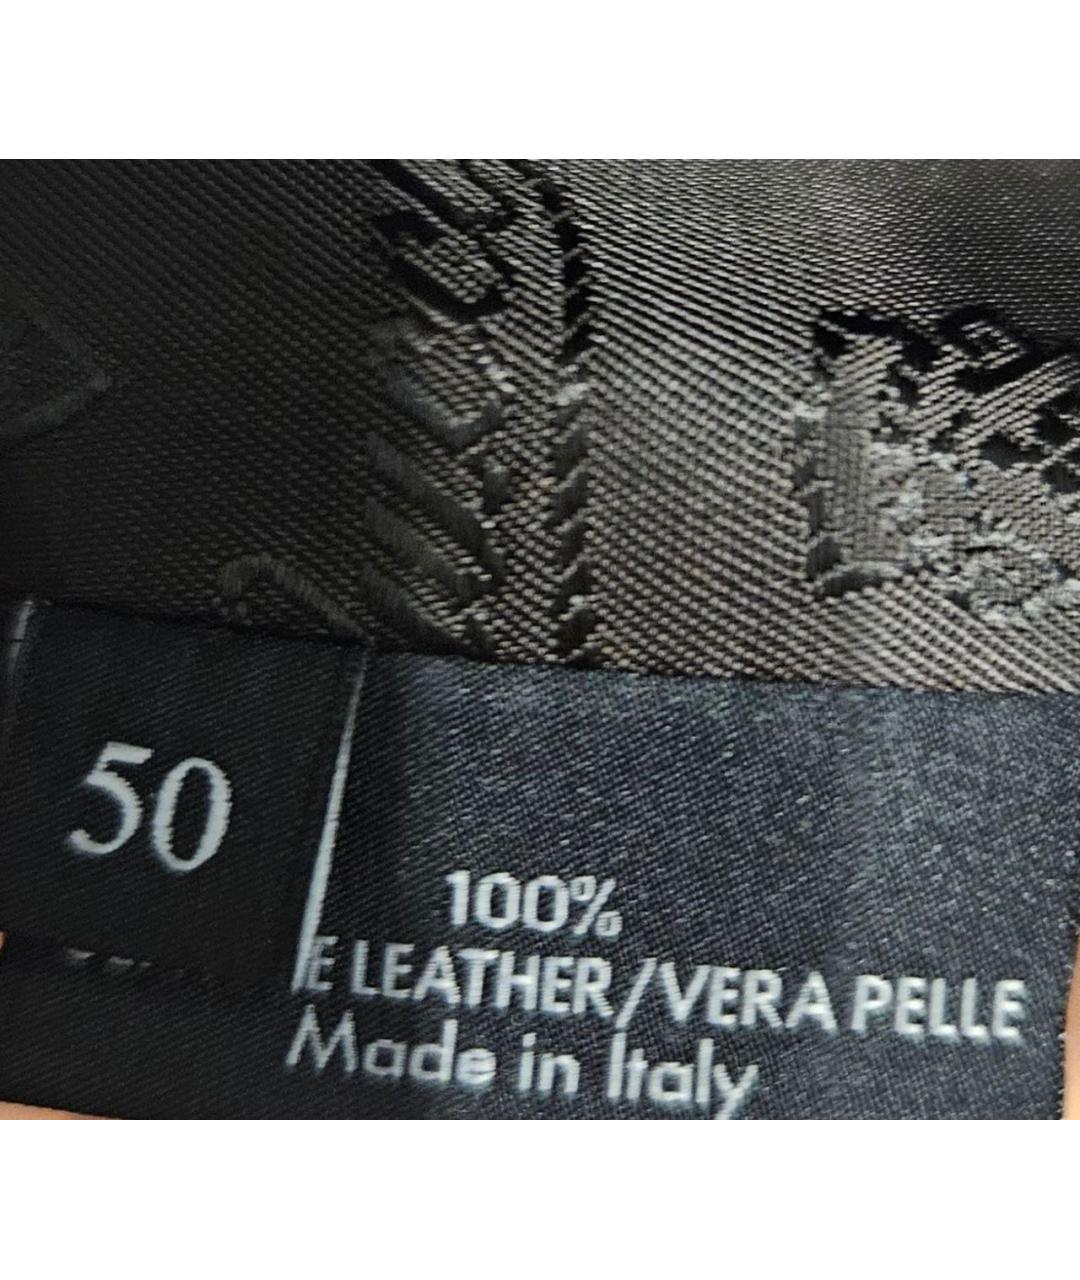 50
100%
E LEATHER/VERA PELLE
Made in Italy